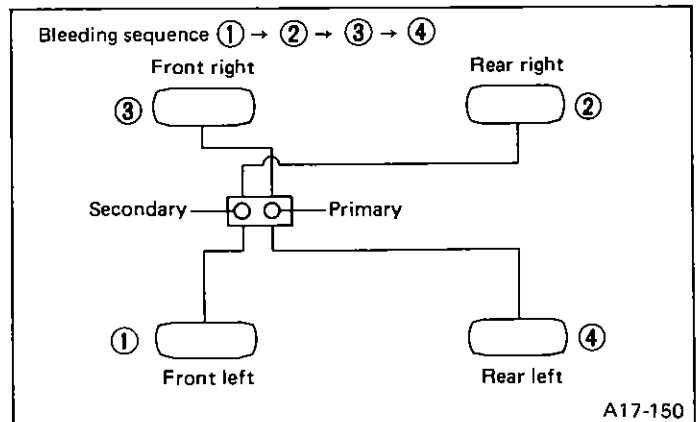 Bleeding sequence ① → ② → ③ → ④
Front right
Rear right
③
②
Secondary
Primary
①
④
Front left
Rear left
A17-150